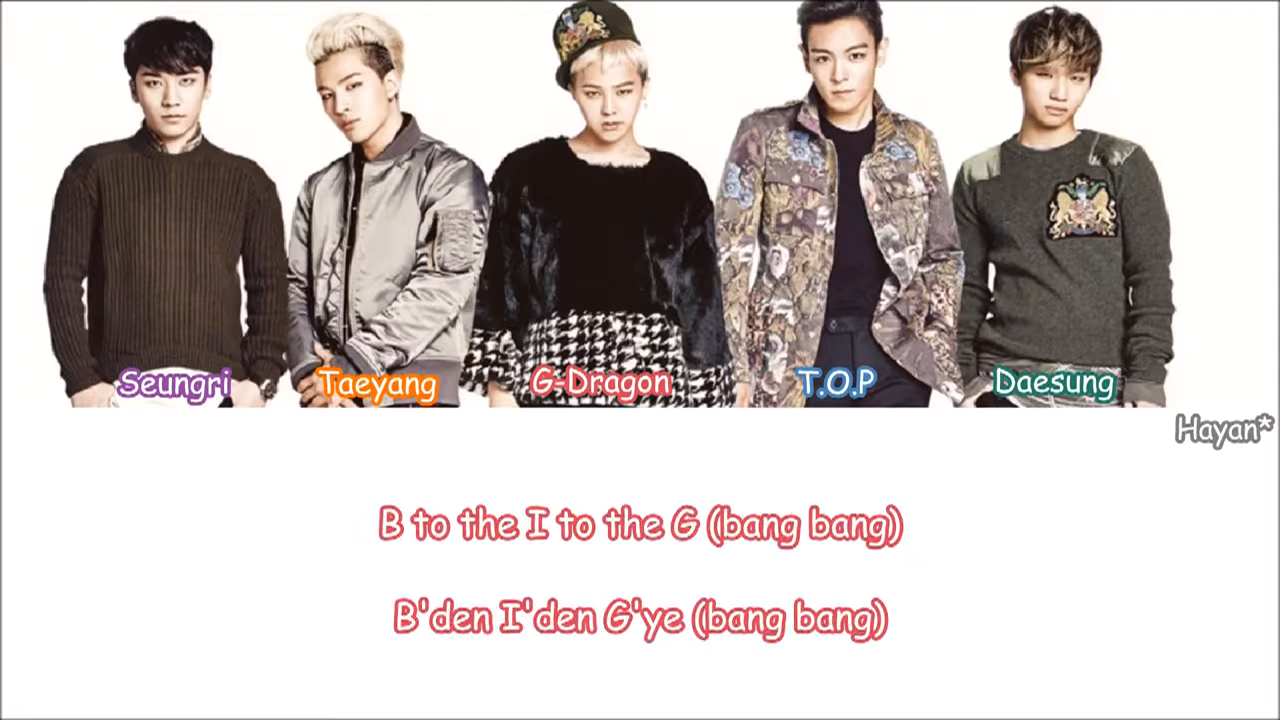 Seungri Taeyang G-Dragon T.O.P Daesung
Hayan*
B to the I to the G (bang bang)
B'den I'den G'ye (bang bang)